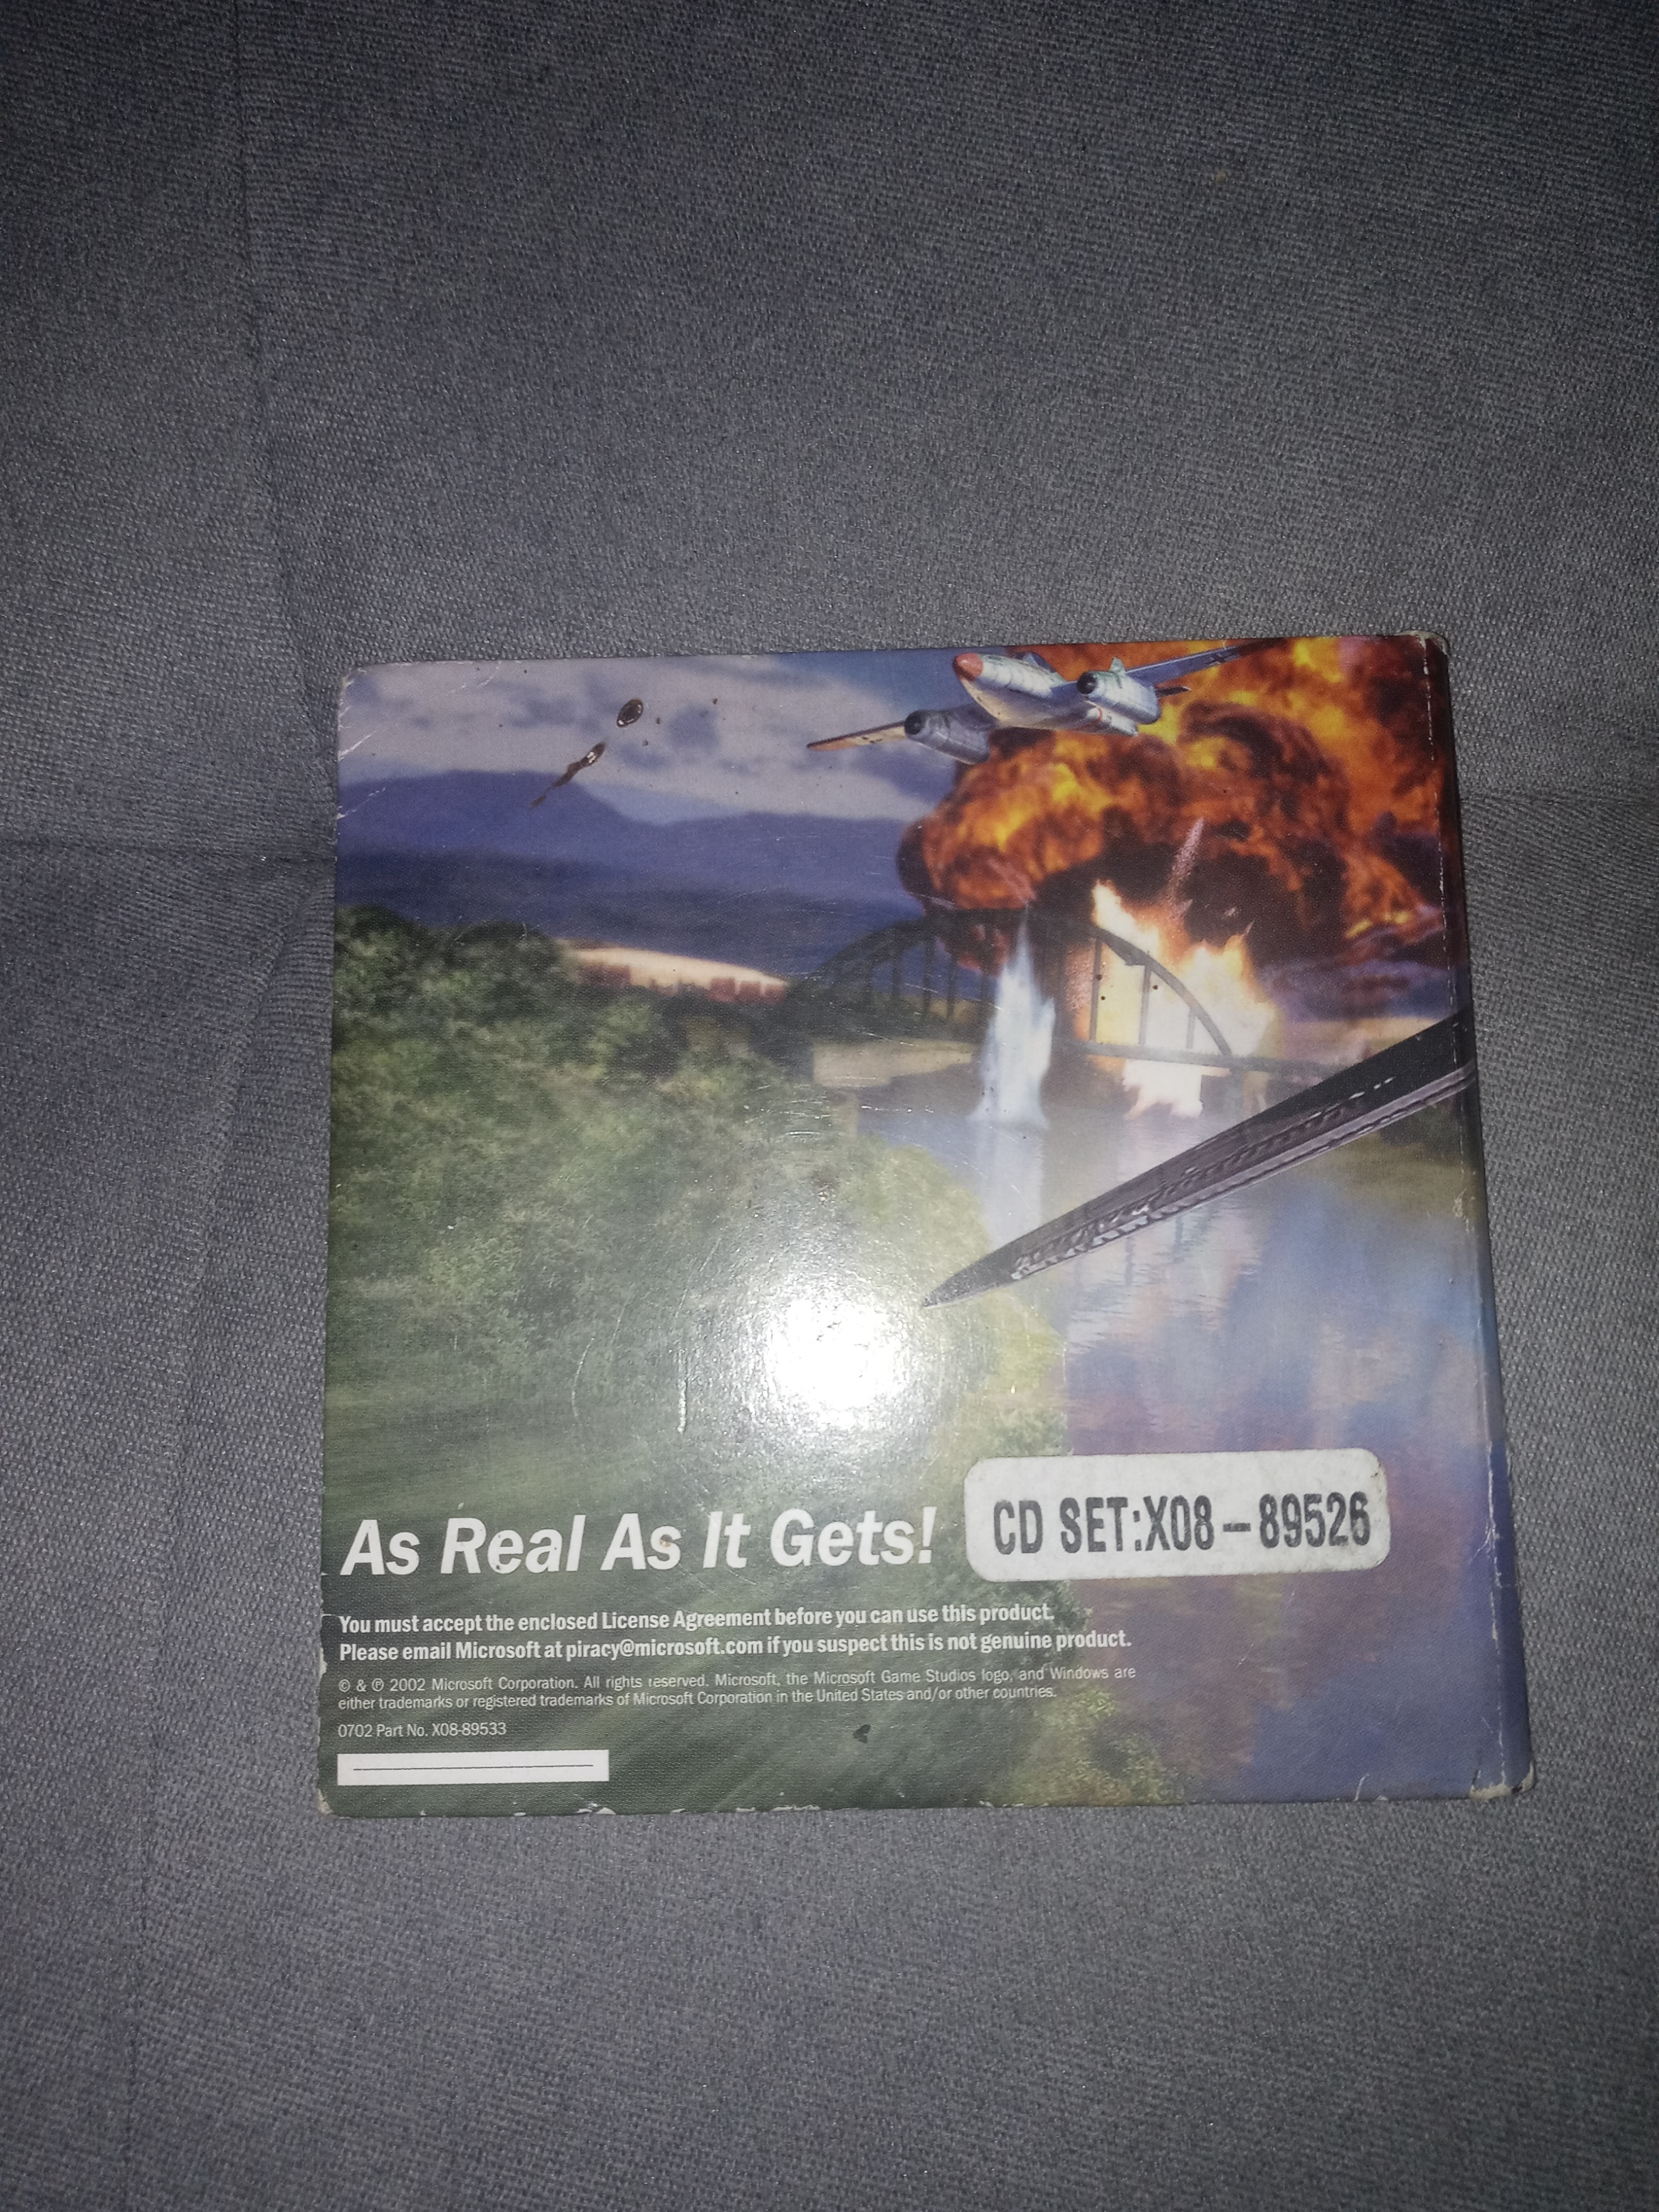 As Real As It Gets!
CD SET:X08-89526
You must accept the enclosed License Agreement before you can use this product.
Please email Microsoft at piracy@microsoft.com if you suspect this is not genuine product.
© & ℗ 2002 Microsoft Corporation. All rights reserved. Microsoft, the Microsoft Game Studios logo, and Windows are
either trademarks or registered trademarks of Microsoft Corporation in the United States and/or other countries.
0702 Part No. X08-89533